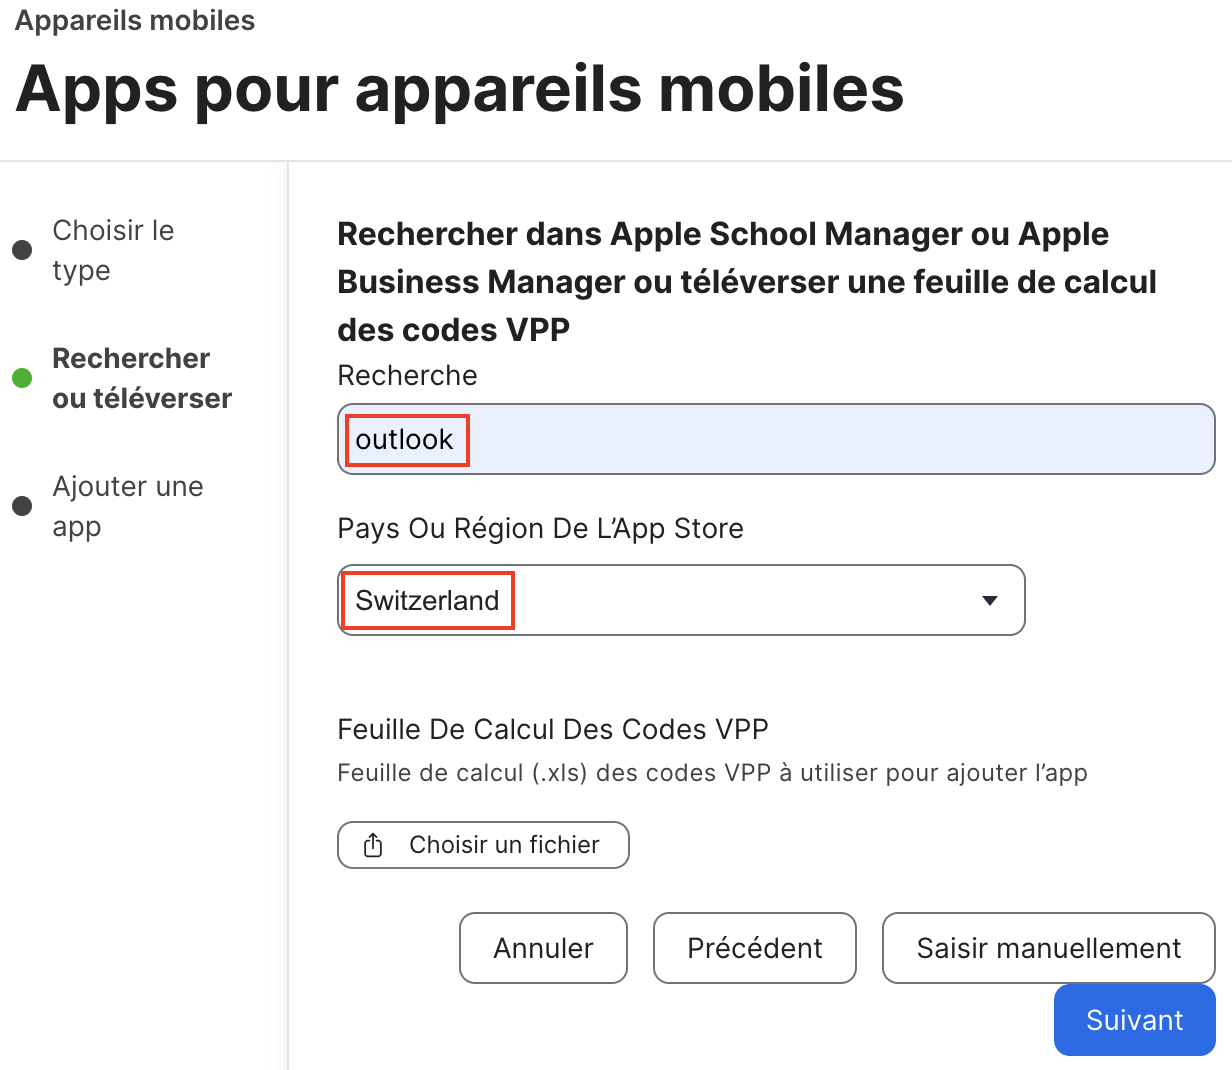 Appareils mobiles
Apps pour appareils mobiles
Choisir le
type
Rechercher
ou téléverser
Ajouter une
app
Rechercher dans Apple School Manager ou Apple
Business Manager ou téléverser une feuille de calcul
des codes VPP
Recherche
outlook
Pays Ou Région De L’App Store
Switzerland
Feuille De Calcul Des Codes VPP
Feuille de calcul (.xls) des codes VPP à utiliser pour ajouter l’app
Choisir un fichier
Annuler
Précédent
Saisir manuellement
Suivant